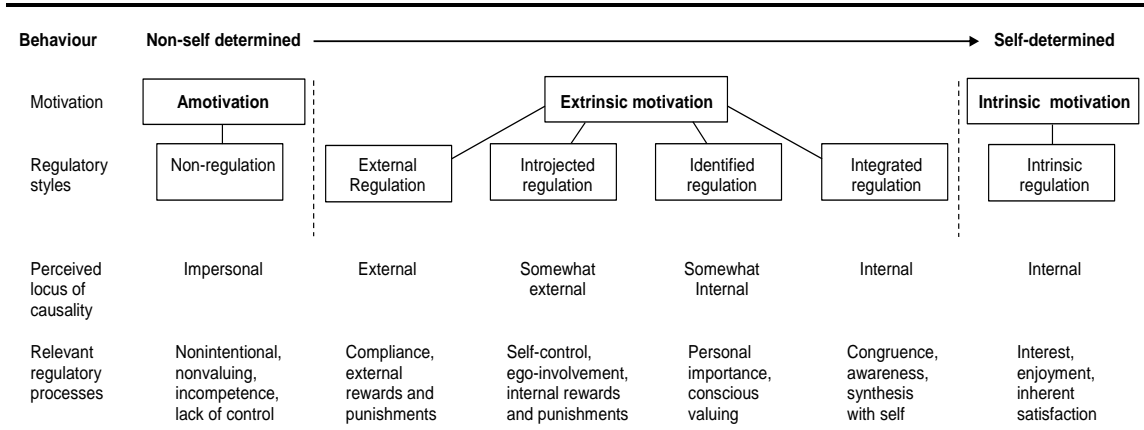 Behaviour Non-self determined Self-determined
Motivation Amotivation Extrinsic motivation Intrinsic motivation
Regulatory
styles
Non-regulation
External
Regulation
Introjected
regulation
Identified
regulation
Integrated
regulation
Intrinsic
regulation
Perceived
locus of
causality
Impersonal
External
Somewhat
external
Somewhat
Internal
Internal
Internal
Relevant
regulatory
processes
Nonintentional,
nonvaluing,
incompetence,
lack of control
Compliance,
external
rewards and
punishments
Self-control,
ego-involvement,
internal rewards
and punishments
Personal
importance,
conscious
valuing
Congruence,
awareness,
synthesis
with self
Interest,
enjoyment,
inherent
satisfaction